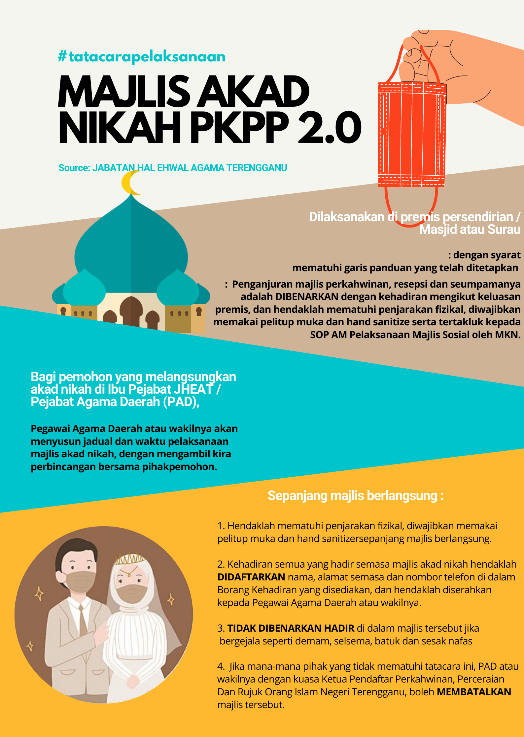 #tatacarapelaksanaan
MAJLIS AKAD
NIKAH PKPP 2.0
Source: JABATAN HAL EHWAL AGAMA TERENGGANU
Dilaksanakan di premis persendirian /
Masjid atau Surau
: dengan syarat
mematuhi garis panduan yang telah ditetapkan
: Penganjuran majlis perkahwinan, resepsi dan seumpamanya
adalah DIBENARKAN dengan kehadiran mengikut keluasan
premis, dan hendaklah mematuhi penjarakan fizikal, diwajibkan
memakai pelitup muka dan hand sanitize serta tertakluk kepada
SOP AM Pelaksanaan Majlis Sosial oleh MKN.
Bagi pemohon yang melangsungkan
akad nikah di Ibu Pejabat JHEAT /
Pejabat Agama Daerah (PAD),
Pegawai Agama Daerah atau wakilnya akan
menyusun jadual dan waktu pelaksanaan
majlis akad nikah, dengan mengambil kira
perbincangan bersama pihakpemohon.
Sepanjang majlis berlangsung :
1. Hendaklah mematuhi penjarakan fizikal, diwajibkan memakai
pelitup muka dan hand sanitizersepanjang majlis berlangsung.
2. Kehadiran semua yang hadir semasa majlis akad nikah hendaklah
DIDAFTARKAN nama, alamat semasa dan nombor telefon di dalam
Borang Kehadiran yang disediakan, dan hendaklah diserahkan
kepada Pegawai Agama Daerah atau wakilnya.
3. TIDAK DIBENARKAN HADIR di dalam majlis tersebut jika
bergejala seperti demam, selsema, batuk dan sesak nafas
4. Jika mana-mana pihak yang tidak mematuhi tatacara ini, PAD atau
wakilnya dengan kuasa Ketua Pendaftar Perkahwinan, Perceraian
Dan Rujuk Orang Islam Negeri Terengganu, boleh MEMBATALKAN
majlis tersebut.